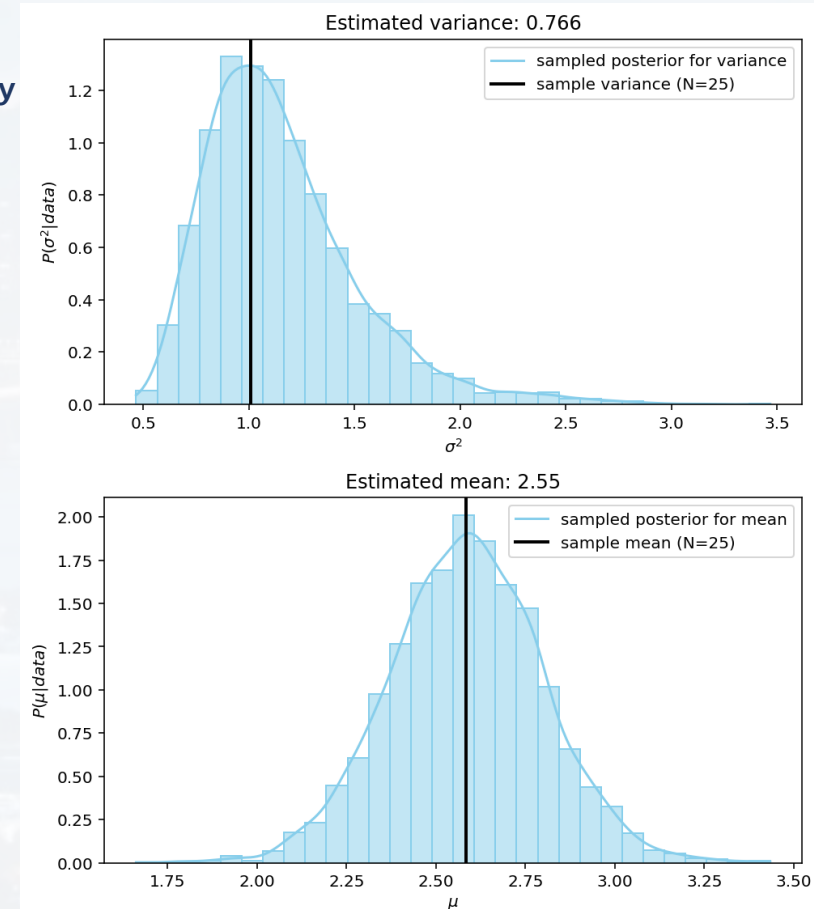 y
Estimated variance: 0.766
sampled posterior for variance
sample variance (N=25)
P(σ²|data)
1.2
1.0
0.8
0.6
0.4
0.2
0.0
0.5 1.0 1.5 2.0 2.5 3.0 3.5
σ²
Estimated mean: 2.55
sampled posterior for mean
sample mean (N=25)
P(μ|data)
2.00
1.75
1.50
1.25
1.00
0.75
0.50
0.25
0.00
1.75 2.00 2.25 2.50 2.75 3.00 3.25 3.50
μ